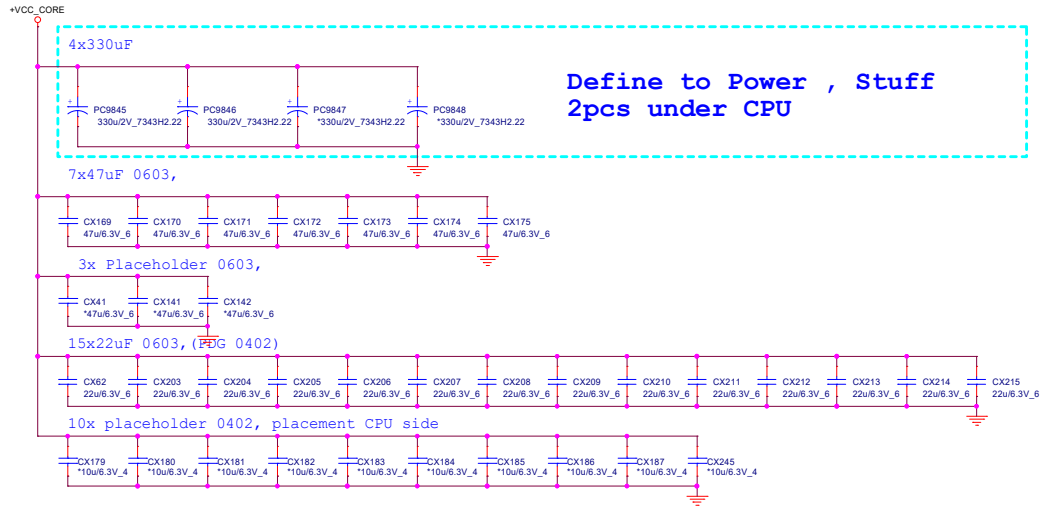 +VCC_CORE
4x330uF
Define to Power , Stuff
2pcs under CPU
+ + + +
PC9845 PC9846 PC9847 PC9848
330u/2V_7343H2.22 330u/2V_7343H2.22 *330u/2V_7343H2.22 *330u/2V_7343H2.22
7x47uF 0603,
CX169 CX170 CX171 CX172 CX173 CX174 CX175
47u/6.3V_6 47u/6.3V_6 47u/6.3V_6 47u/6.3V_6 47u/6.3V_6 47u/6.3V_6 47u/6.3V_6
3x Placeholder 0603,
CX41 CX141 CX142
*47u/6.3V_6 *47u/6.3V_6 *47u/6.3V_6
15x22uF 0603,(PDG 0402)
CX62 CX203 CX204 CX205 CX206 CX207 CX208 CX209 CX210 CX211 CX212 CX213 CX214 CX215
22u/6.3V_6 22u/6.3V_6 22u/6.3V_6 22u/6.3V_6 22u/6.3V_6 22u/6.3V_6 22u/6.3V_6 22u/6.3V_6 22u/6.3V_6 22u/6.3V_6 22u/6.3V_6 22u/6.3V_6 22u/6.3V_6 22u/6.3V_6
10x placeholder 0402, placement CPU side
CX179 CX180 CX181 CX182 CX183 CX184 CX185 CX186 CX187 CX245
*10u/6.3V_4 *10u/6.3V_4 *10u/6.3V_4 *10u/6.3V_4 *10u/6.3V_4 *10u/6.3V_4 *10u/6.3V_4 *10u/6.3V_4 *10u/6.3V_4 *10u/6.3V_4